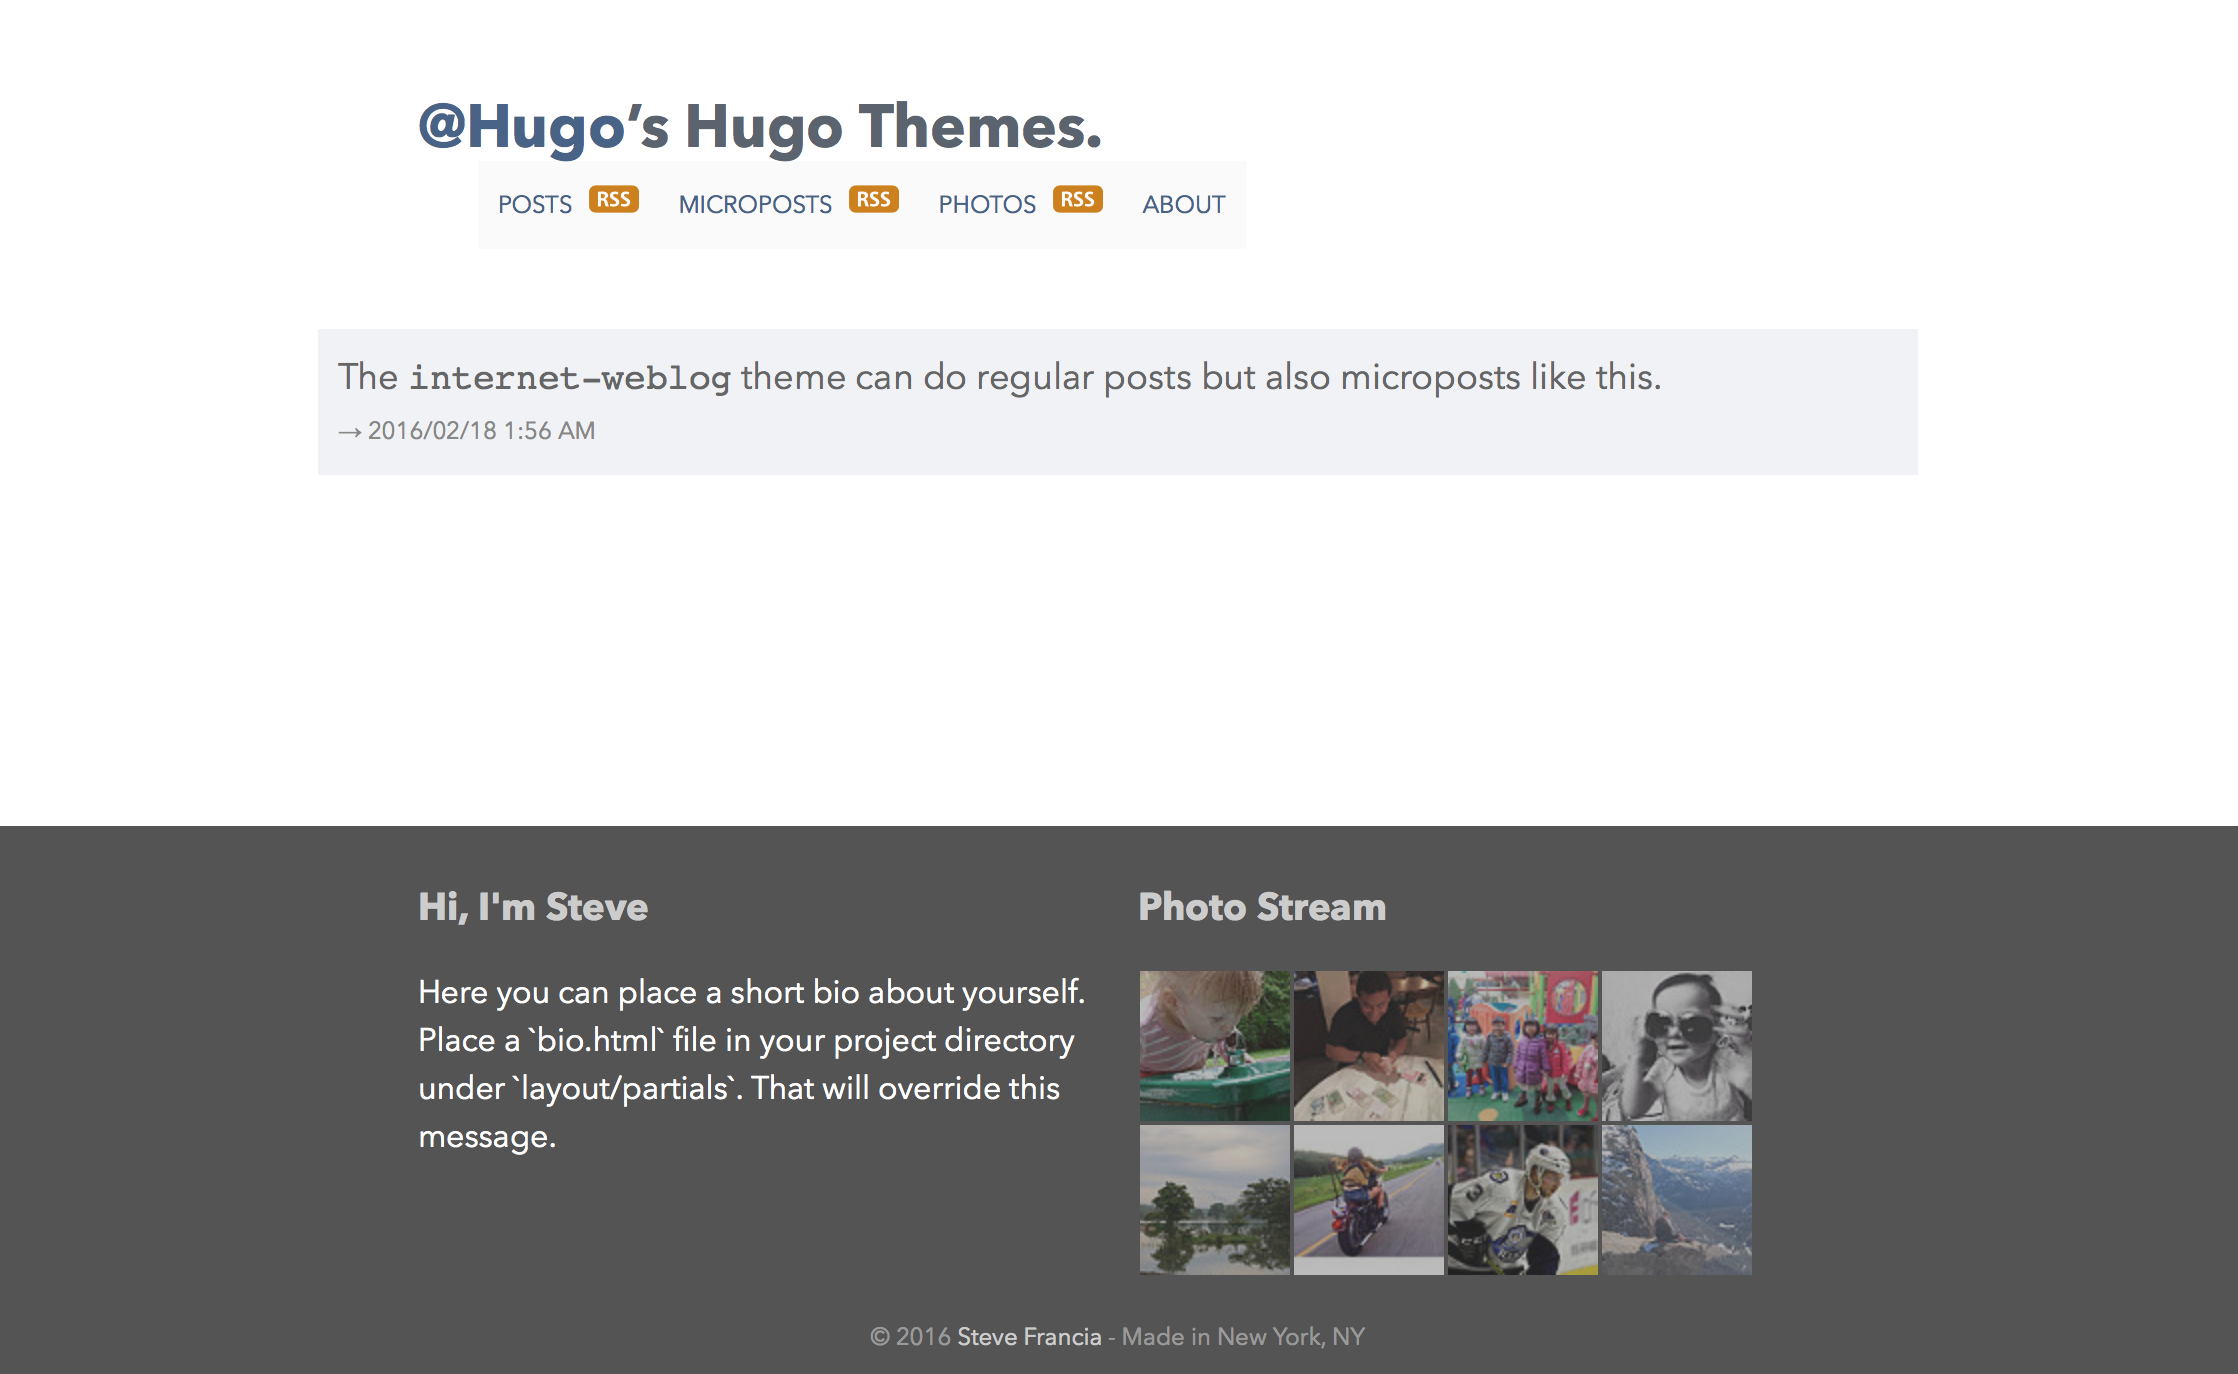 @Hugo’s Hugo Themes.
POSTS RSS MICROPOSTS RSS PHOTOS RSS ABOUT
The internet-weblog theme can do regular posts but also microposts like this.
→ 2016/02/18 1:56 AM
Hi, I'm Steve
Here you can place a short bio about yourself.
Place a `bio.html` file in your project directory
under `layout/partials`. That will override this
message.
Photo Stream
3
© 2016 Steve Francia - Made in New York, NY